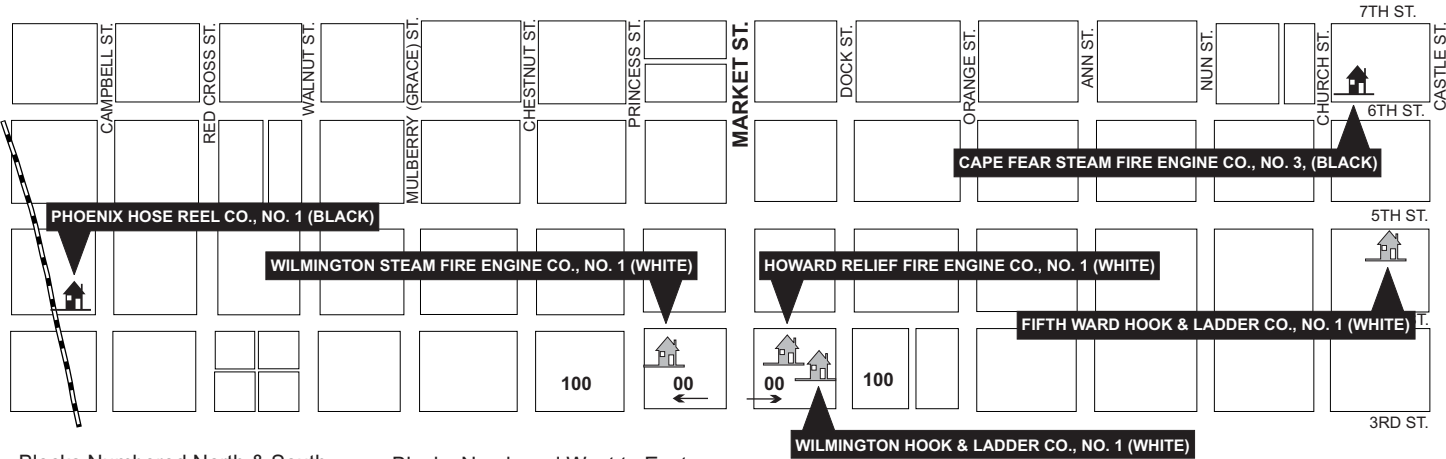 7TH ST.
CAMPBELL ST.
RED CROSS ST.
WALNUT ST.
MULBERRY (GRACE) ST.
CHESTNUT ST.
PRINCESS ST.
MARKET ST.
DOCK ST.
ORANGE ST.
ANN ST.
NUN ST.
CHURCH ST.
CASTLE ST.
6TH ST.
CAPE FEAR STEAM FIRE ENGINE CO., NO. 3, (BLACK)
PHOENIX HOSE REEL CO., NO. 1 (BLACK)
5TH ST.
WILMINGTON STEAM FIRE ENGINE CO., NO. 1 (WHITE)
HOWARD RELIEF FIRE ENGINE CO., NO. 1 (WHITE)
FIFTH WARD HOOK & LADDER CO., NO. 1 (WHITE)
100
00
00
100
3RD ST.
WILMINGTON HOOK & LADDER CO., NO. 1 (WHITE)
Blocks Numbered North & South
Blocks Numbered West to East